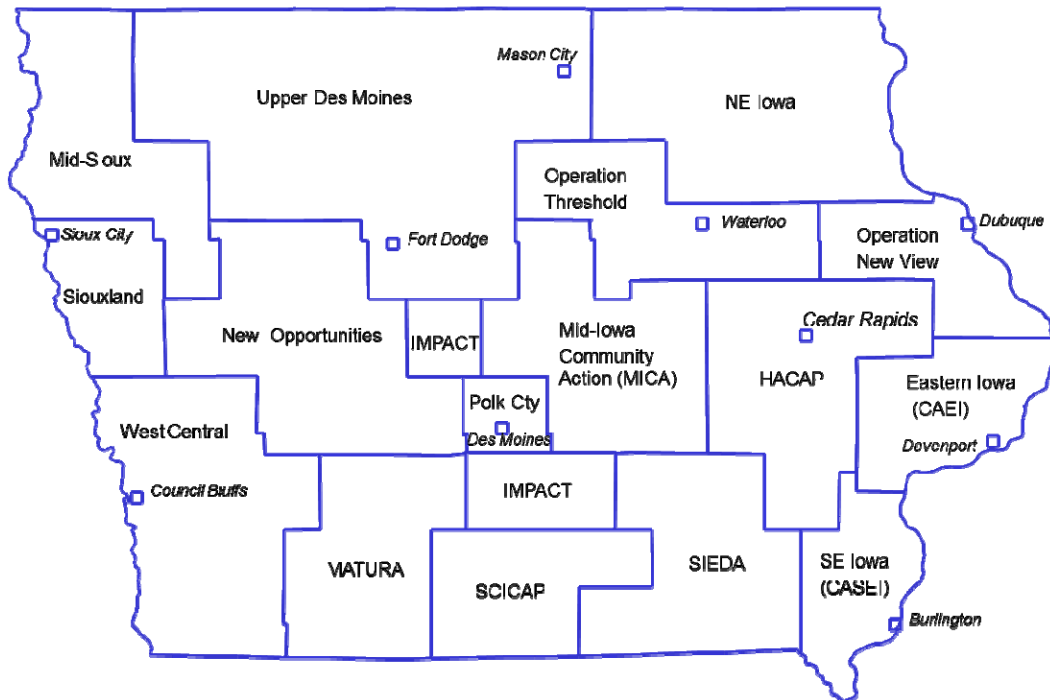 Mason City
Upper Des Moines
NE Iowa
Mid-Sioux
Operation
Threshold
Waterloo
Dubuque
Sioux City
Fort Dodge
Operation
New View
Siouxland
New Opportunities
IMPACT
Mid-Iowa
Community
Action (MICA)
Cedar Rapids
HACAP
Eastern Iowa
(CAEI)
Polk Cty
Des Moines
West Central
Dovenport
Council Bluffs
IMPACT
MATURA
SCICAP
SIEDA
SE Iowa
(CASEI)
Burlington